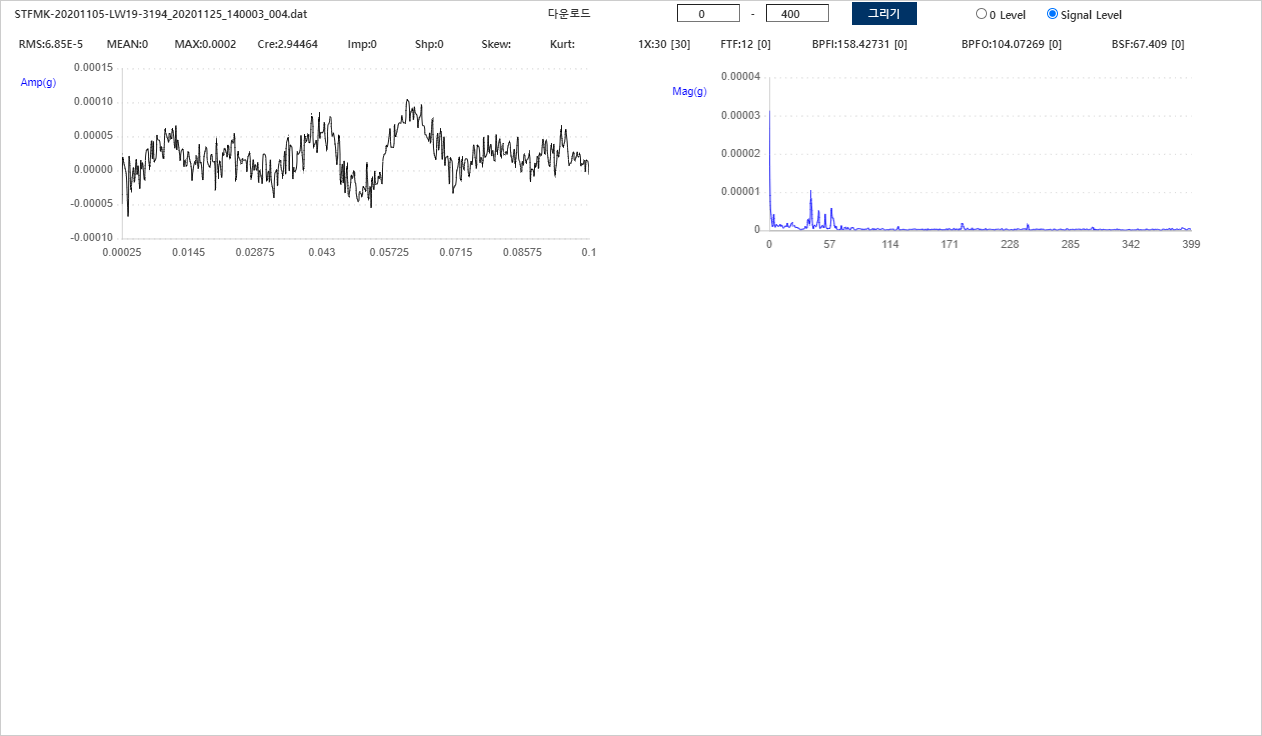 STFMK-20201105-LW19-3194_20201125_140003_004.dat 다운로드 0 - 400 그리기 0 Level Signal Level
RMS:6.85E-5 MEAN:0 MAX:0.0002 Cre:2.94464 Imp:0 Shp:0 Skew: Kurt: 1X:30 [30] FTF:12 [0] BPFI:158.42731 [0] BPFO:104.07269 [0] BSF:67.409 [0]
Amp(g)
0.00015
0.00010
0.00005
0.00000
-0.00005
-0.00010
0.00025 0.0145 0.02875 0.043 0.05725 0.0715 0.08575 0.1
Mag(g)
0.00004
0.00003
0.00002
0.00001
0
0 57 114 171 228 285 342 399